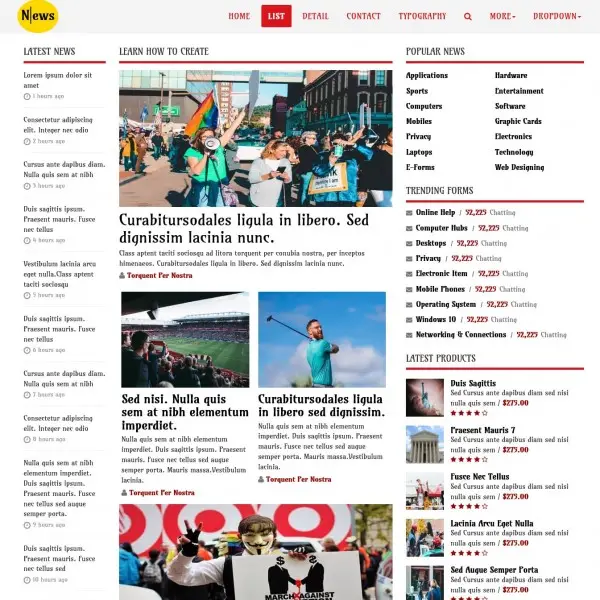 News
HOME
LIST
DETAIL
CONTACT
TYPOGRAPHY
MORE
DROPDOWN
LATEST NEWS
Lorem ipsum dolor sit
amet
1 hours ago
Consectetur adipiscing
elit. Integer nec odio
2 hours ago
Cursus ante dapibus diam.
Nulla quis sem at nibh
3 hours ago
Duis sagittis ipsum.
Praesent mauris. Fusce
nec tellus
4 hours ago
Vestibulum lacinia arcu
eget nulla.Class aptent
taciti sociosqu
5 hours ago
Duis sagittis ipsum.
Praesent mauris. Fusce
nec tellus
6 hours ago
Cursus ante dapibus diam.
Nulla quis sem at nibh
7 hours ago
Consectetur adipiscing
elit. Integer nec odio
8 hours ago
Nulla quis sem at nibh
elementum imperdiet.
Duis sagittis ipsum.
Praesent mauris. Fusce
nec tellus sed augue
semper porta.
9 hours ago
Duis sagittis ipsum.
Praesent mauris. Fusce
nec tellus sed
10 hours ago
LEARN HOW TO CREATE
Curabitursodales ligula in libero. Sed
dignissim lacinia nunc.
Class aptent taciti sociosqu ad litora torquent per conubia nostra, per inceptos
himenaeos. Curabitursodales ligula in libero. Sed dignissim lacinia nunc.
Torquent Per Nostra
Sed nisi. Nulla quis
sem at nibh elementum
imperdiet.
Nulla quis sem at nibh elementum
imperdiet. Duis sagittis ipsum. Praesent
mauris. Fusce nec tellus sed augue
semper porta. Mauris massa.Vestibulum
lacinia.
Torquent Per Nostra
Curabitursodales ligula
in libero sed dignissim.
Nulla quis sem at nibh elementum
imperdiet. Duis sagittis ipsum. Praesent
mauris. Fusce nec tellus sed augue
semper porta. Mauris massa.Vestibulum
lacinia.
Torquent Per Nostra
MARCH AGAINST
POPULAR NEWS
Applications
Hardware
Sports
Entertainment
Computers
Software
Mobiles
Graphic Cards
Privacy
Electronics
Laptops
Technology
E-Forms
Web Designing
TRENDING FORMS
Online Help / 52,225 Chatting
Computer Hubs / 52,225 Chatting
Desktops / 52,225 Chatting
Privacy / 52,225 Chatting
Electronic Item / 52,225 Chatting
Mobile Phones / 52,225 Chatting
Operating System / 52,225 Chatting
Windows 10 / 52,225 Chatting
Networking & Connections / 52,225 Chatting
LATEST PRODUCTS
Duis Sagittis
Sed Cursus ante dapibus diam sed nisi
nulla quis sem / $275.00
Praesent Mauris 7
Sed Cursus ante dapibus diam sed nisi
nulla quis sem / $275.00
Fusce Nec Tellus
Sed Cursus ante dapibus diam sed nisi
nulla quis sem / $275.00
Lacinia Arcu Eget Nulla
Sed Cursus ante dapibus diam sed nisi
nulla quis sem / $275.00
Sed Augue Semper Porta
Sed Cursus ante dapibus diam sed nisi
nulla quis sem / $275.00